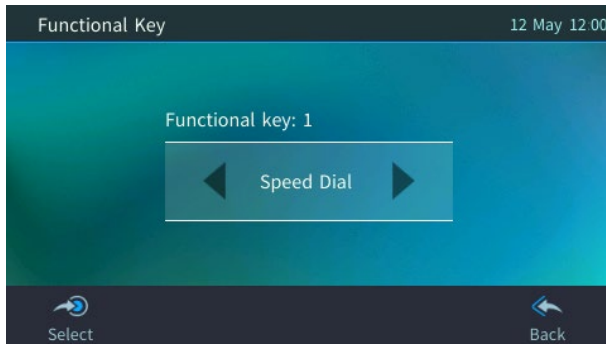 Functional Key 12 May 12:00
Functional key: 1
Speed Dial
Select Back